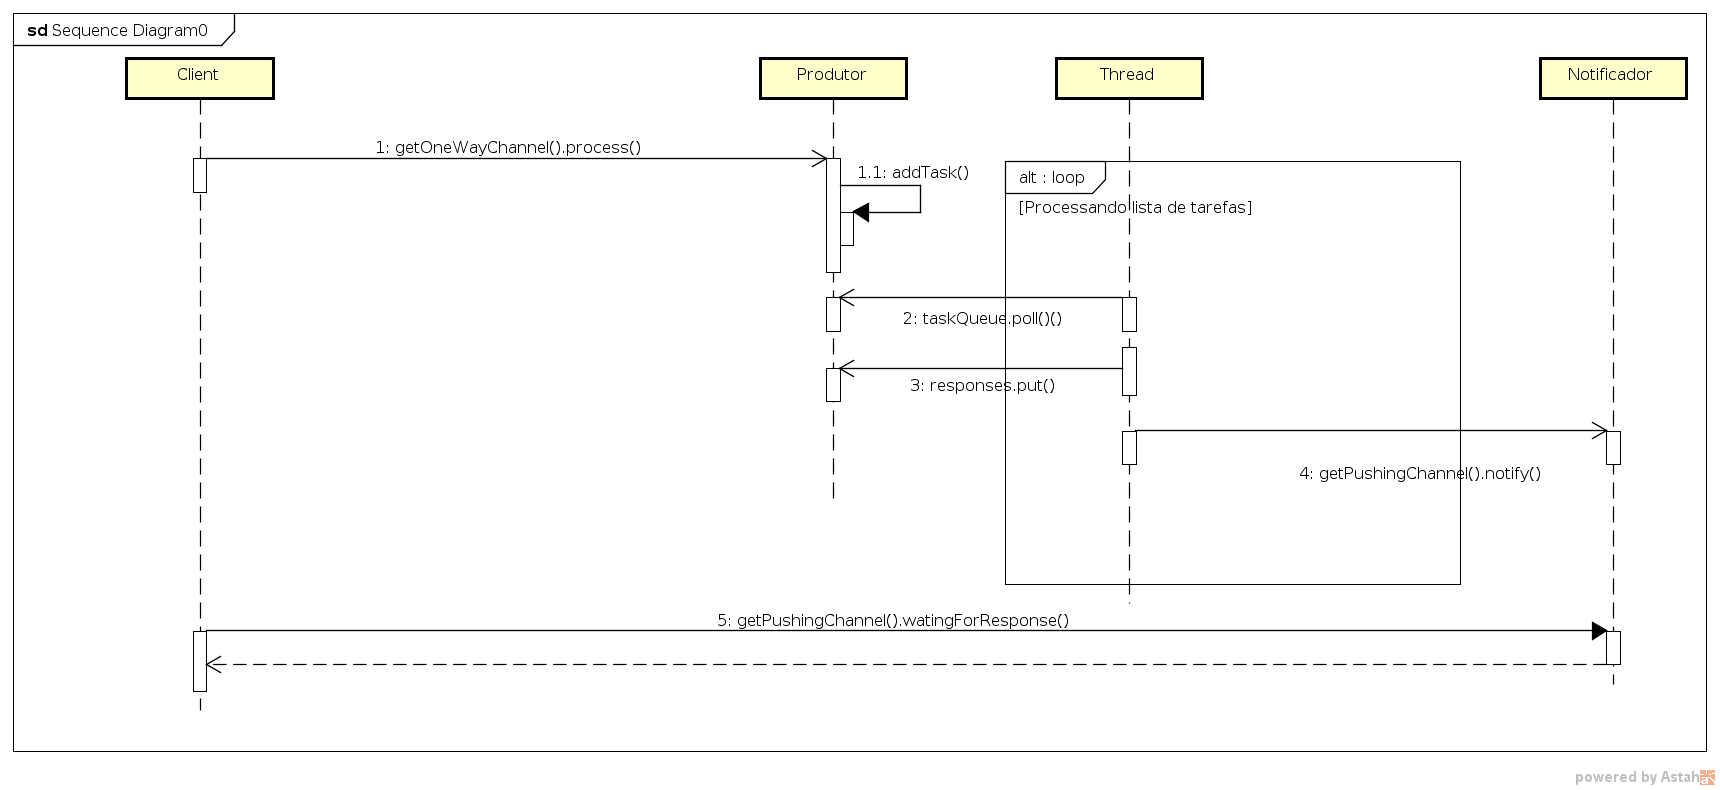 sd Sequence Diagram0
Client
Produtor
Thread
Notificador
1: getOneWayChannel().process()
1.1: addTask()
alt : loop
[Processando lista de tarefas]
2: taskQueue.poll()()
3: responses.put()
4: getPushingChannel().notify()
5: getPushingChannel().watingForResponse()
powered by Astah